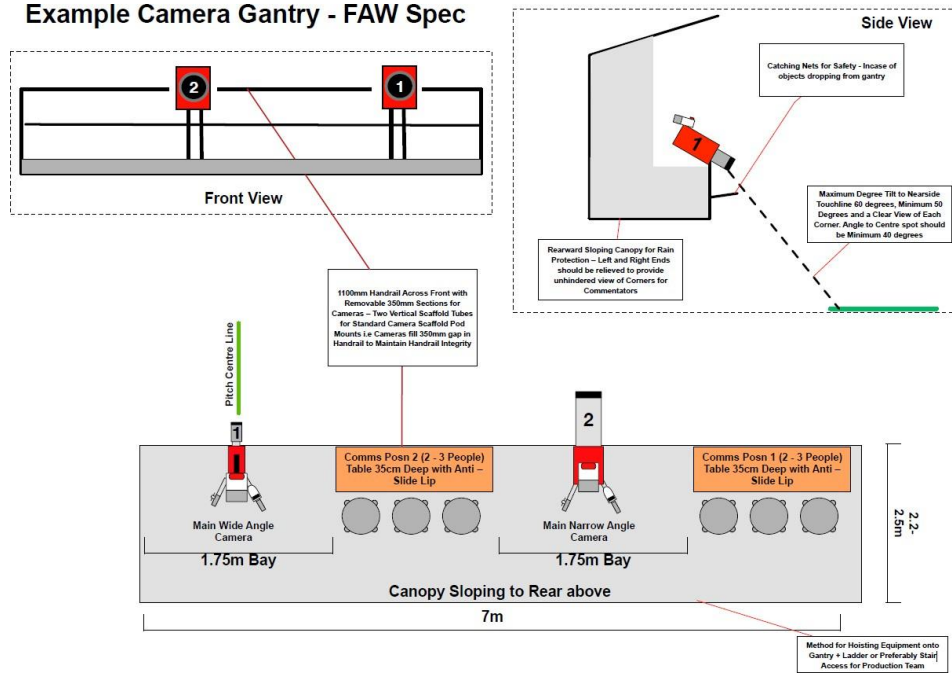 Example Camera Gantry - FAW Spec
2
1
Front View
Side View
Catching Nets for Safety - Incase of
objects dropping from gantry
1
Maximum Degree Tilt to Nearside
Touchline 60 degrees, Minimum 50
Degrees and a Clear View of Each
Corner. Angle to Centre spot should
be Minimum 40 degrees
Rearward Sloping Canopy for Rain
Protection – Left and Right Ends
should be relieved to provide
unhindered view of Corners for
Commentators
1100mm Handrail Across Front with
Removable 350mm Sections for
Cameras – Two Vertical Scaffold Tubes
for Standard Camera Scaffold Pod
Mounts i.e Cameras fill 350mm gap in
Handrail to Maintain Handrail Integrity
Pitch Centre Line
1
2
Comms Posn 2 (2 - 3 People)
Table 35cm Deep with Anti –
Slide Lip
Comms Posn 1 (2 - 3 People)
Table 35cm Deep with Anti –
Slide Lip
Main Wide Angle
Camera
Main Narrow Angle
Camera
1.75m Bay
1.75m Bay
2.2-
2.5m
Canopy Sloping to Rear above
7m
Method for Hoisting Equipment onto
Gantry + Ladder or Preferably Stair
Access for Production Team